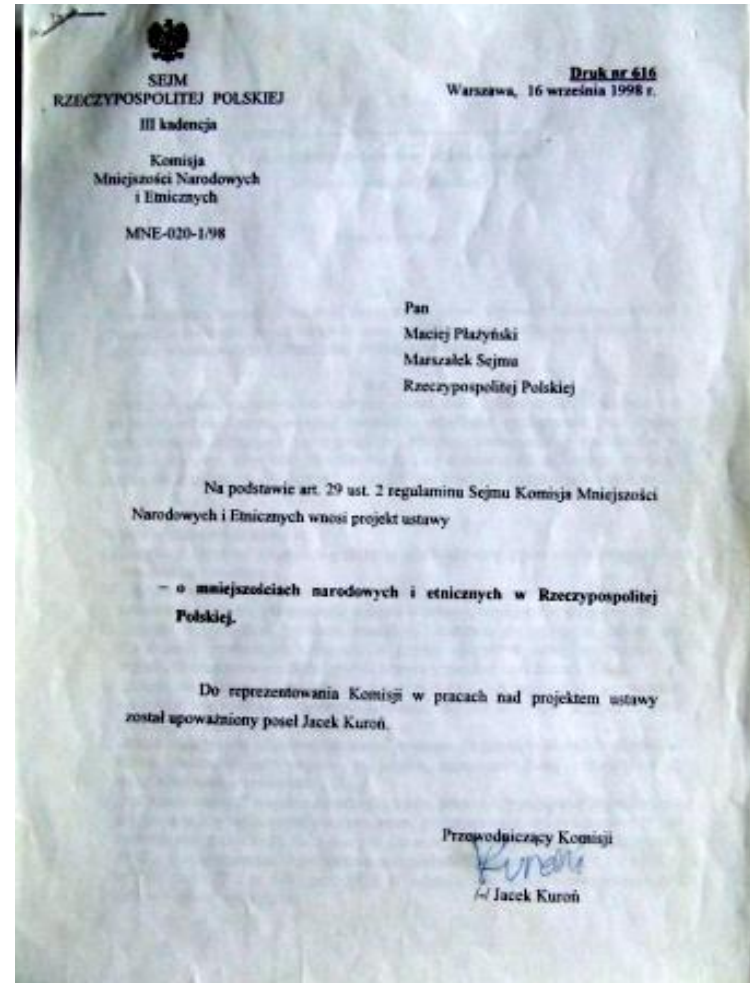 SEJM
RZECZYPOSPOLITEJ POLSKIEJ
III kadencja
Komisja
Mniejszości Narodowych
i Etnicznych
MNE-020-1/98
Druk nr 616
Warszawa, 16 września 1998 r.
Pan
Maciej Płażyński
Marszałek Sejmu
Rzeczypospolitej Polskiej
Na podstawie art. 29 ust. 2 regulaminu Sejmu Komisja Mniejszości
Narodowych i Etnicznych wnosi projekt ustawy
– o mniejszościach narodowych i etnicznych w Rzeczypospolitej
Polskiej.
Do reprezentowania Komisji w pracach nad projektem ustawy
został upoważniony poseł Jacek Kuroń.
Przewodniczący Komisji
Kuroń
/-/ Jacek Kuroń